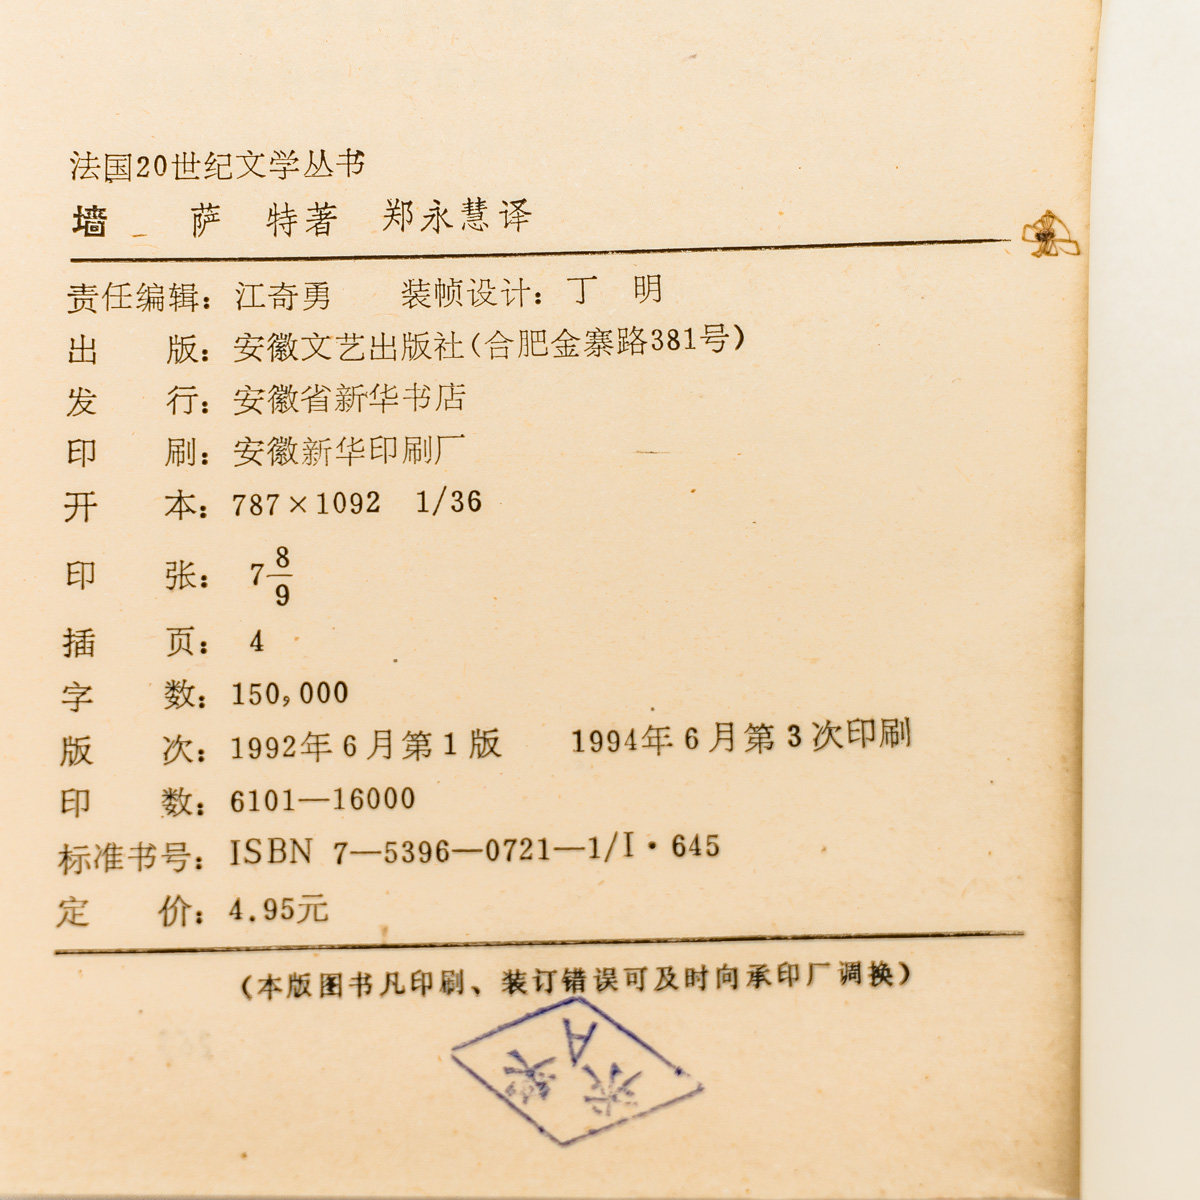 法国20世纪文学丛书
墙 萨 特著 郑永慧译
责任编辑：江奇勇 装帧设计：丁 明
出 版：安徽文艺出版社(合肥金寨路381号)
发 行：安徽省新华书店
印 刷：安徽新华印刷厂
开 本：787×1092 1/36
印 张：7 8/9
插 页：4
字 数：150,000
版 次：1992年6月第1版 1994年6月第3次印刷
印 数：6101—16000
标准书号：ISBN 7—5396—0721—1/I·645
定 价：4.95元
(本版图书凡印刷、装订错误可及时向承印厂调换)
A